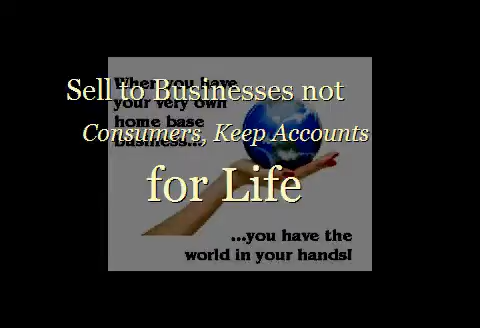 When you have
Sell to Businesses not
your very own
home base
Consumers, Keep Accounts
business...
for Life
...you have the
world in your hands!